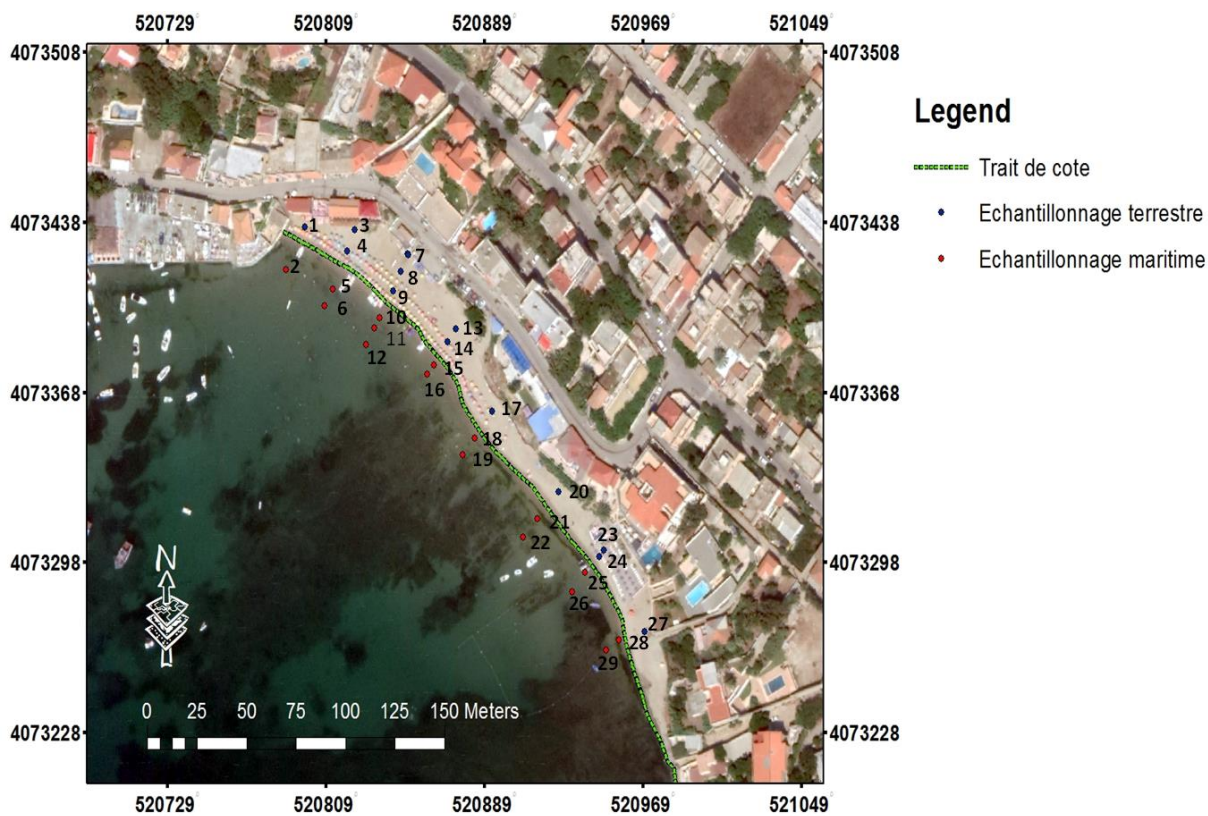 520729 520809 520889 520969 521049
4073508 4073508
Legend
Trait de cote
4073438 1 3 Echantillonnage terrestre 4073438
4 7
2 8 Echantillonnage maritime
5 9
6 10 13
11
12 14
15
4073368 16 4073368
17
18
19
20
21
22 23
24
4073298 4073298
25
26
27
28
N 29
0 25 50 75 100 125 150 Meters
4073228 4073228
520729 520809 520889 520969 521049